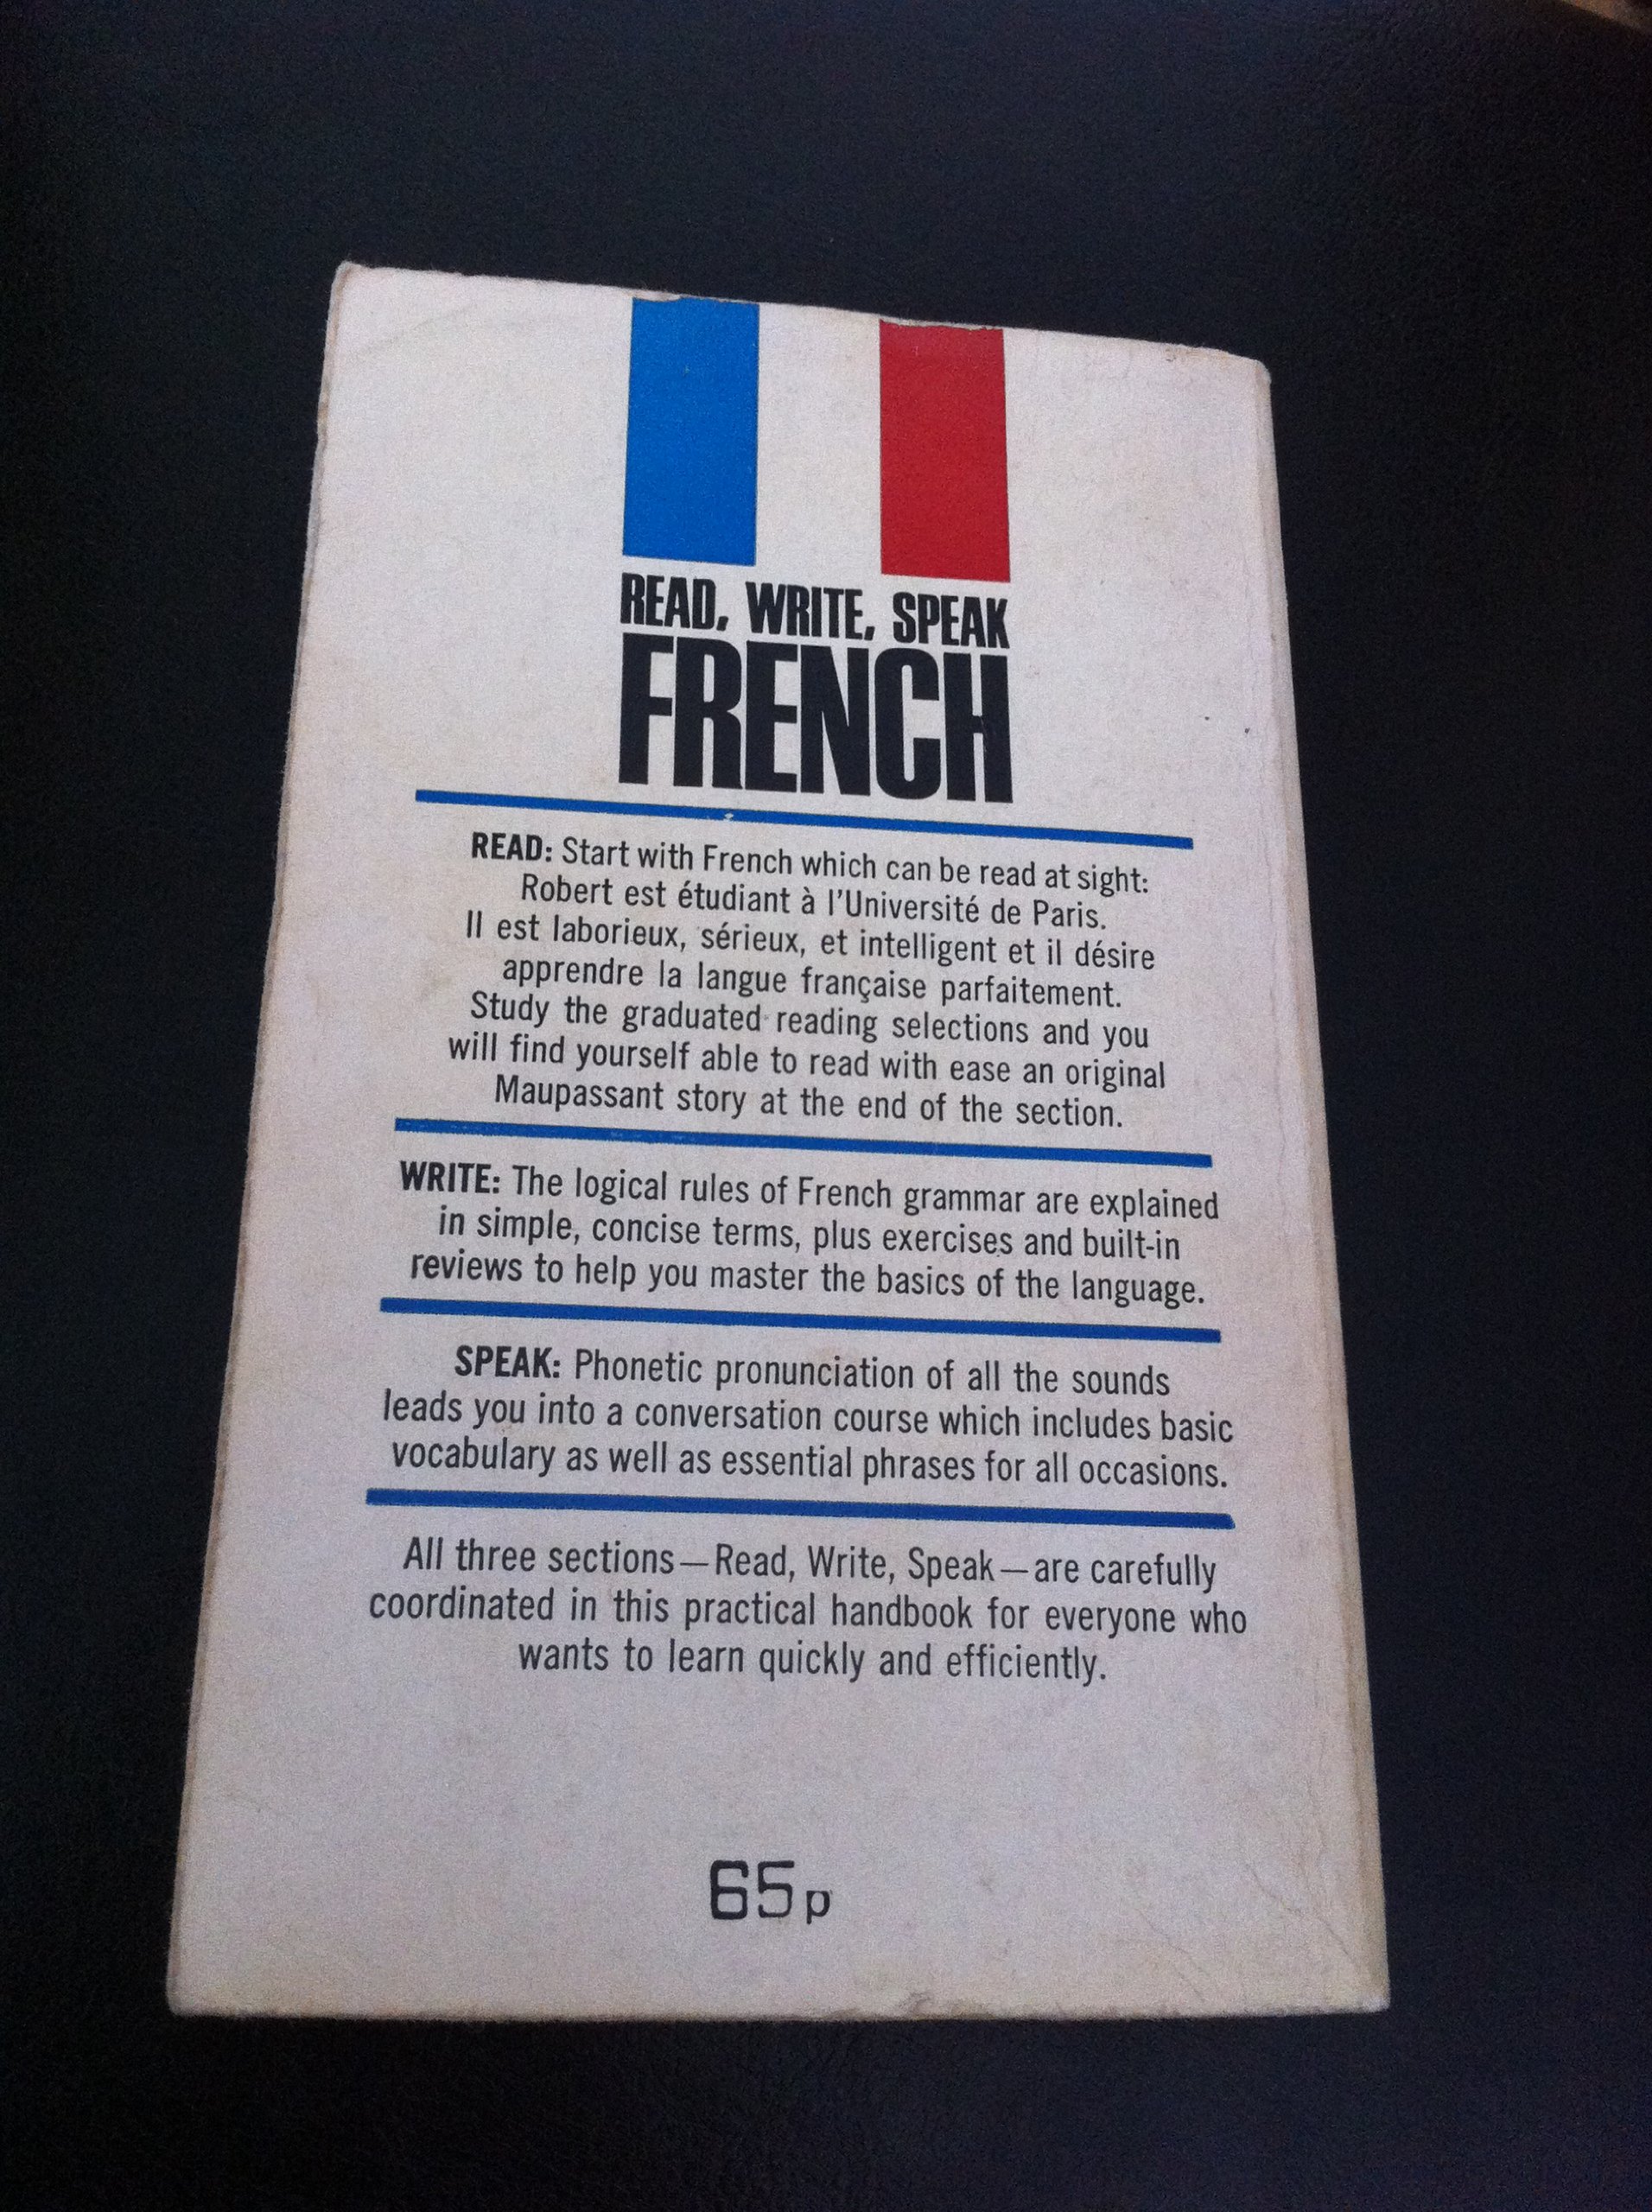 READ, WRITE, SPEAK
FRENCH
READ: Start with French which can be read at sight:
Robert est étudiant à l'Université de Paris.
Il est laborieux, sérieux, et intelligent et il désire
apprendre la langue française parfaitement.
Study the graduated reading selections and you
will find yourself able to read with ease an original
Maupassant story at the end of the section.
WRITE: The logical rules of French grammar are explained
in simple, concise terms, plus exercises and built-in
reviews to help you master the basics of the language.
SPEAK: Phonetic pronunciation of all the sounds
leads you into a conversation course which includes basic
vocabulary as well as essential phrases for all occasions.
All three sections—Read, Write, Speak—are carefully
coordinated in this practical handbook for everyone who
wants to learn quickly and efficiently.
65p